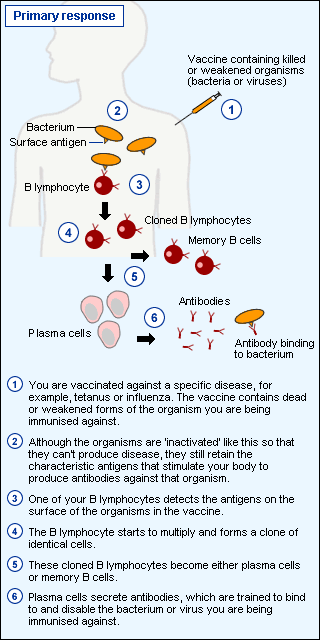 Primary response
Vaccine containing killed
or weakened organisms
(bacteria or viruses)
1
2
Bacterium
Surface antigen
B lymphocyte
3
4
Cloned B lymphocytes
Memory B cells
5
Plasma cells
6
Antibodies
Antibody binding
to bacterium
1 You are vaccinated against a specific disease, for
example, tetanus or influenza. The vaccine contains dead
or weakened forms of the organism you are being
immunised against.
2 Although the organisms are 'inactivated' like this so that
they can't produce disease, they still retain the
characteristic antigens that stimulate your body to
produce antibodies against that organism.
3 One of your B lymphocytes detects the antigens on the
surface of the organisms in the vaccine.
4 The B lymphocyte starts to multiply and forms a clone of
identical cells.
5 These cloned B lymphocytes become either plasma cells
or memory B cells.
6 Plasma cells secrete antibodies, which are trained to bind
to and disable the bacterium or virus you are being
immunised against.